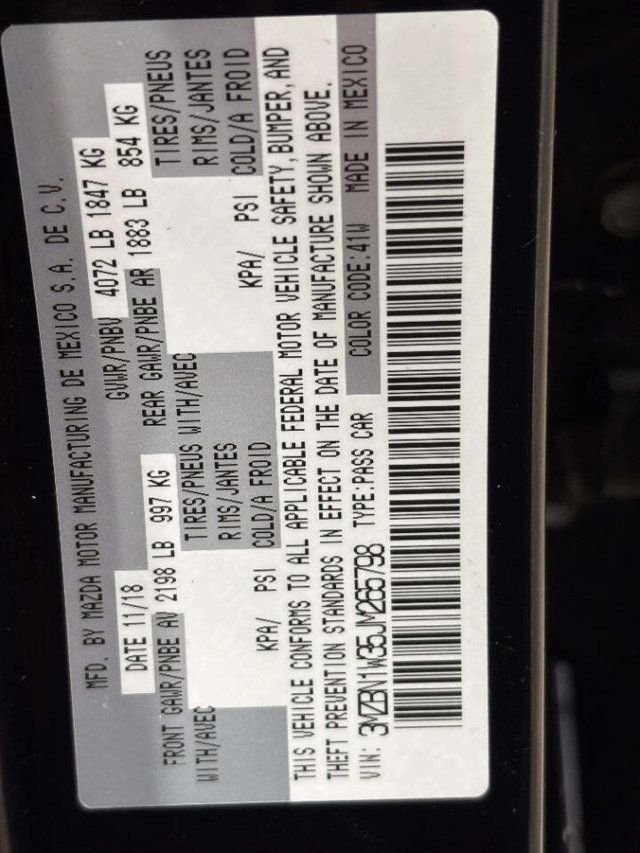 MFD. BY MAZDA MOTOR MANUFACTURING DE MEXICO S.A. DE C.V.
DATE 11/18 GVWR/PNBV 4072 LB 1847 KG
FRONT GAWR/PNBE AV 2198 LB 997 KG REAR GAWR/PNBE AR 1883 LB 854 KG
WITH/AVEC TIRES/PNEUS WITH/AVEC TIRES/PNEUS
RIMS/JANTES RIMS/JANTES
KPA/ PSI COLD/A FROID KPA/ PSI COLD/A FROID
THIS VEHICLE CONFORMS TO ALL APPLICABLE FEDERAL MOTOR VEHICLE SAFETY, BUMPER, AND
THEFT PREVENTION STANDARDS IN EFFECT ON THE DATE OF MANUFACTURE SHOWN ABOVE.
VIN: 3MZBN1W35JM265798 TYPE:PASS CAR COLOR CODE:41W MADE IN MEXICO